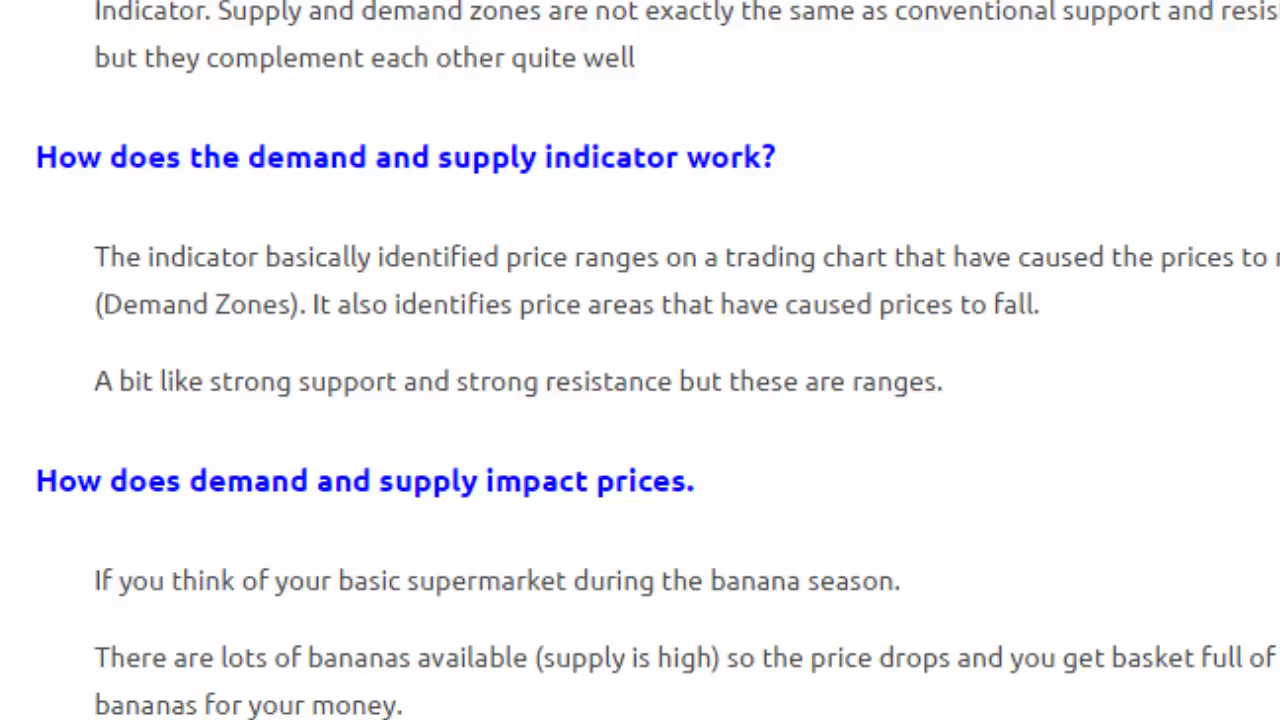 Indicator. Supply and demand zones are not exactly the same as conventional support and
but they complement each other quite well
How does the demand and supply indicator work?
The indicator basically identified price ranges on a trading chart that have caused the prices to
(Demand Zones). It also identifies price areas that have caused prices to fall.
A bit like strong support and strong resistance but these are ranges.
How does demand and supply impact prices.
If you think of your basic supermarket during the banana season.
There are lots of bananas available (supply is high) so the price drops and you get basket full of
bananas for your money.